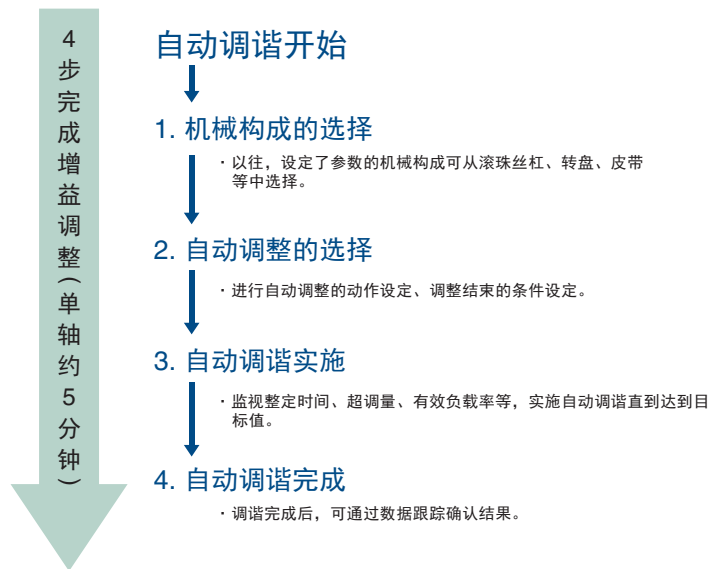 4步完成增益调整(单轴约5分钟)
自动调谐开始
1. 机械构成的选择
·以往，设定了参数的机械构成可从滚珠丝杠、转盘、皮带
等中选择。
2. 自动调整的选择
·进行自动调整的动作设定、调整结束的条件设定。
3. 自动调谐实施
·监视整定时间、超调量、有效负载率等，实施自动调谐直到达到目
标值。
4. 自动调谐完成
·调谐完成后，可通过数据跟踪确认结果。